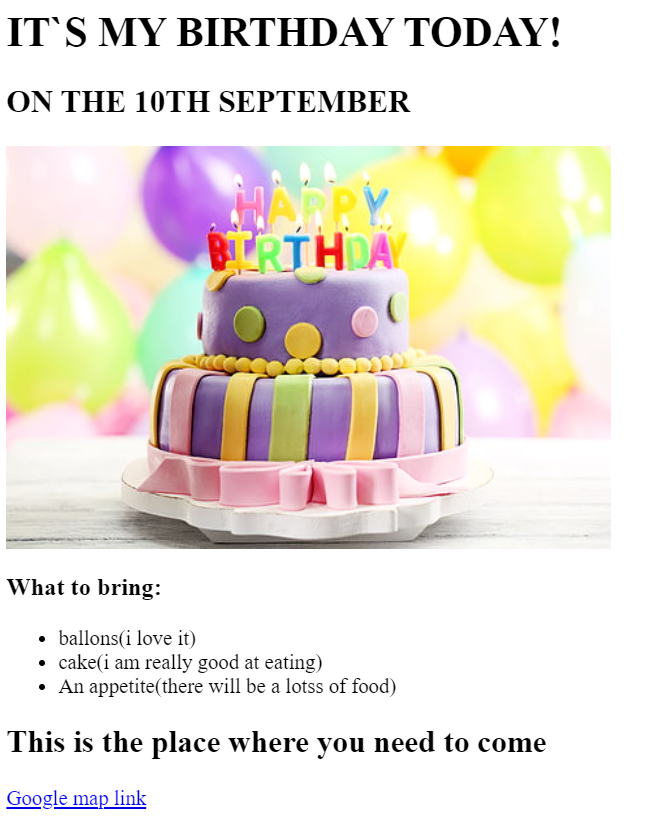 IT`S MY BIRTHDAY TODAY!
ON THE 10TH SEPTEMBER
HAPPY
BIRTHDAY
What to bring:
ballons(i love it)
cake(i am really good at eating)
An appetite(there will be a lotss of food)
This is the place where you need to come
Google map link